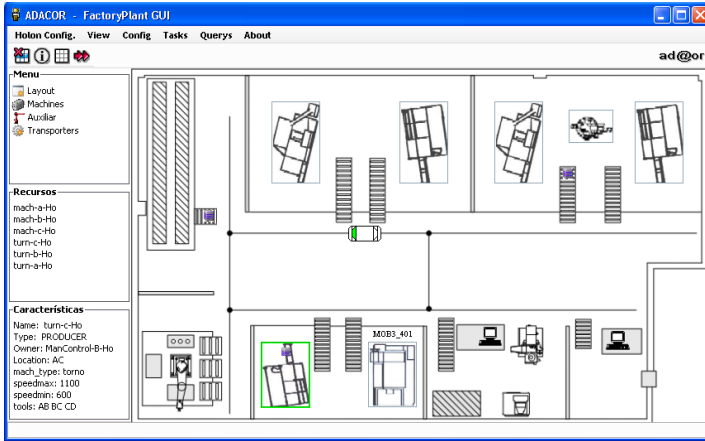 ADACOR - FactoryPlant GUI
Holon Config. View Config Tasks Querys About
ad@or
Menu
Layout
Machines
Auxiliar
Transporters
Recursos
mach-a-Ho
mach-b-Ho
mach-c-Ho
turn-c-Ho
turn-b-Ho
turn-a-Ho
Características
Name: turn-c-Ho
Type: PRODUCER
Owner: ManControl-B-Ho
Location: AC
mach_type: torno
speedmax: 1100
speedmin: 600
tools: AB BC CD
MOB3_401